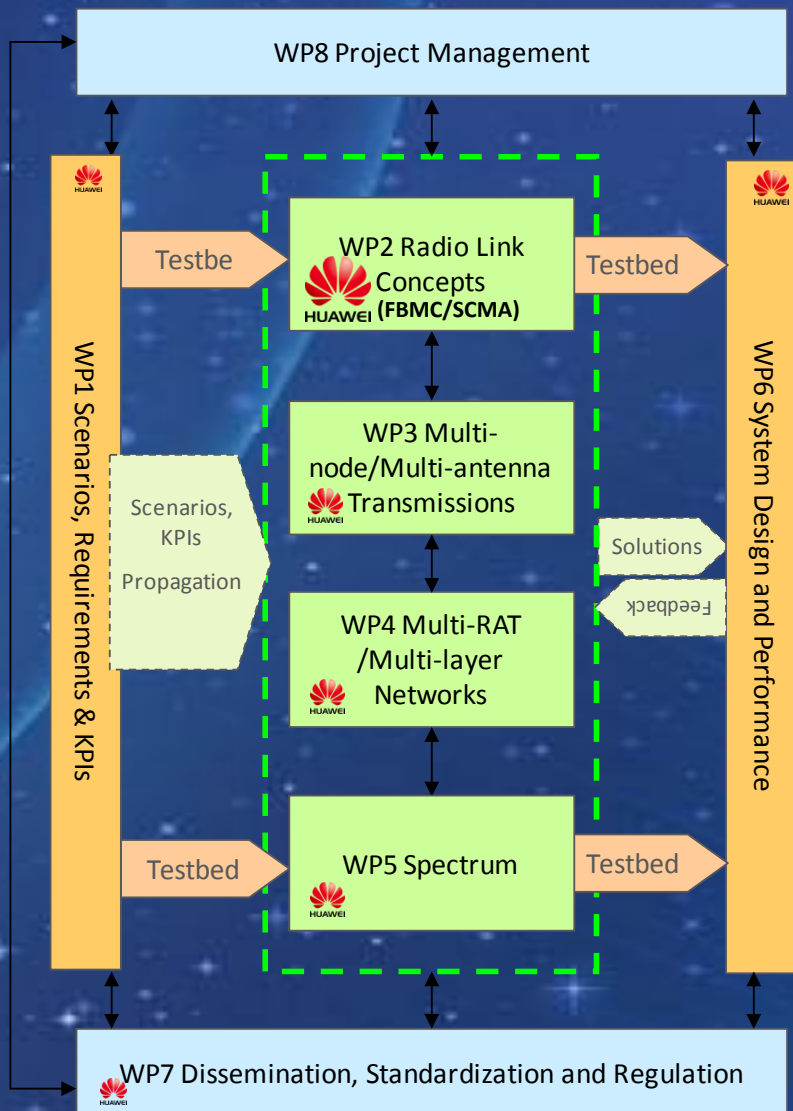 WP8 Project Management
HUAWEI
WP1 Scenarios, Requirements & KPIs
Testbe
WP2 Radio Link
Concepts
HUAWEI (FBMC/SCMA)
Testbed
HUAWEI
WP6 System Design and Performance
WP3 Multi-
node/Multi-antenna
Transmissions
HUAWEI
Scenarios,
KPIs
Propagation
Solutions
Feedback
WP4 Multi-RAT
/Multi-layer
Networks
HUAWEI
Testbed
WP5 Spectrum
HUAWEI
Testbed
WP7 Dissemination, Standardization and Regulation
HUAWEI